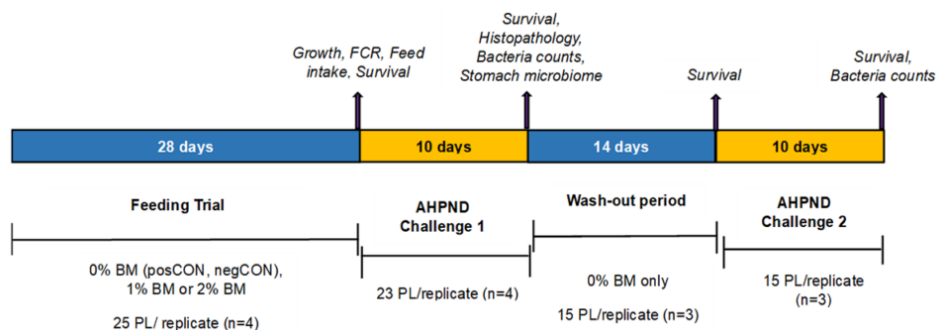 Growth, FCR, Feed
intake, Survival
Survival,
Histopathology,
Bacteria counts,
Stomach microbiome
Survival
Survival,
Bacteria counts
28 days
10 days
14 days
10 days
Feeding Trial
0% BM (posCON, negCON),
1% BM or 2% BM
25 PL/ replicate (n=4)
AHPND
Challenge 1
23 PL/replicate (n=4)
Wash-out period
0% BM only
15 PL/replicate (n=3)
AHPND
Challenge 2
15 PL/replicate
(n=3)